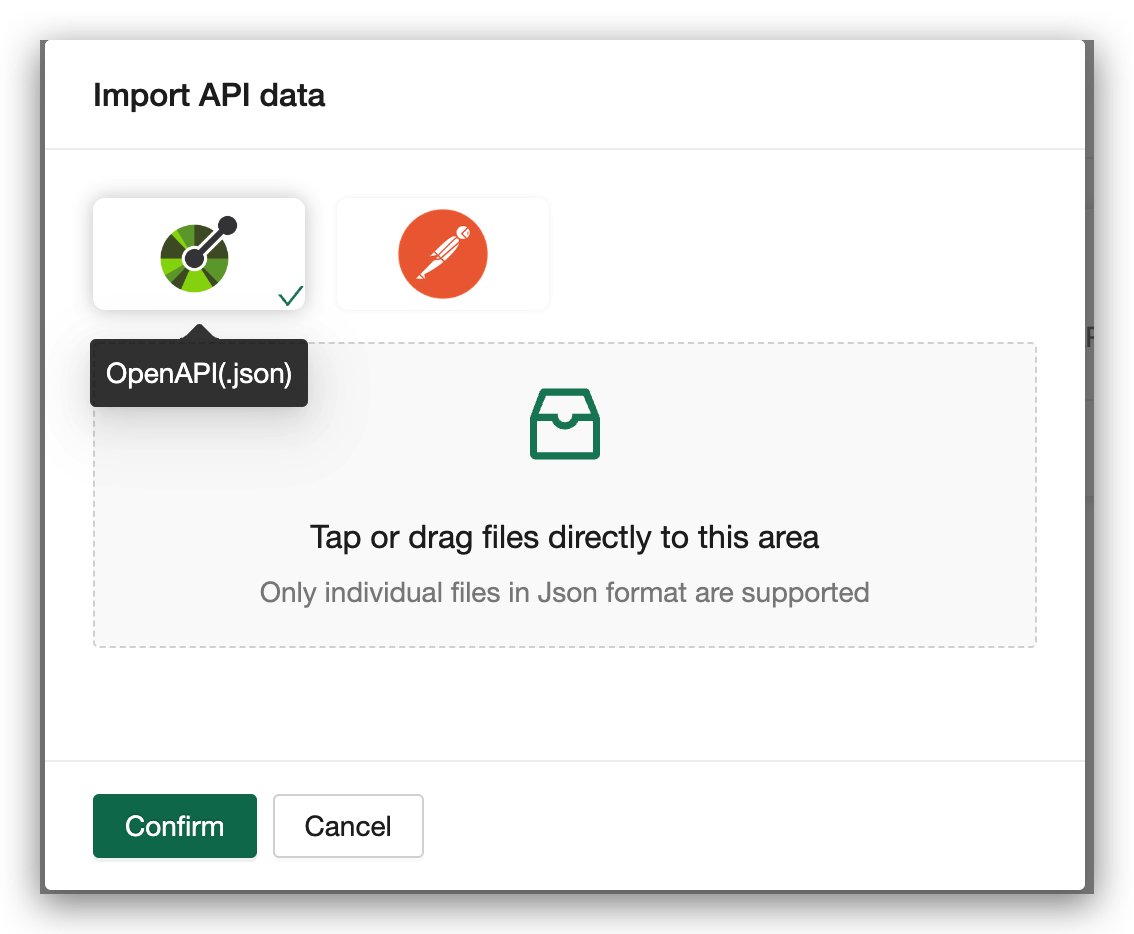 Import API data
OpenAPI(.json)
Tap or drag files directly to this area
Only individual files in Json format are supported
Confirm
Cancel